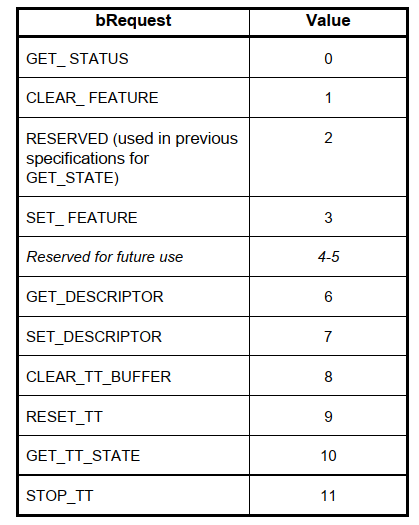 bRequest Value
GET_ STATUS 0
CLEAR_ FEATURE 1
RESERVED (used in previous 2
specifications for
GET_STATE)
SET_ FEATURE 3
Reserved for future use 4-5
GET_DESCRIPTOR 6
SET_DESCRIPTOR 7
CLEAR_TT_BUFFER 8
RESET_TT 9
GET_TT_STATE 10
STOP_TT 11